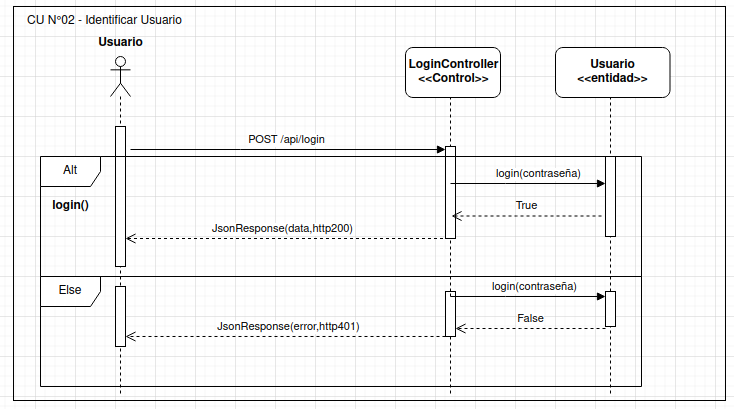 CU N°02 - Identificar Usuario
Usuario
LoginController
<<Control>>
Usuario
<<entidad>>
POST /api/login
Alt
login(contraseña)
login()
True
JsonResponse(data,http200)
Else
login(contraseña)
False
JsonResponse(error,http401)